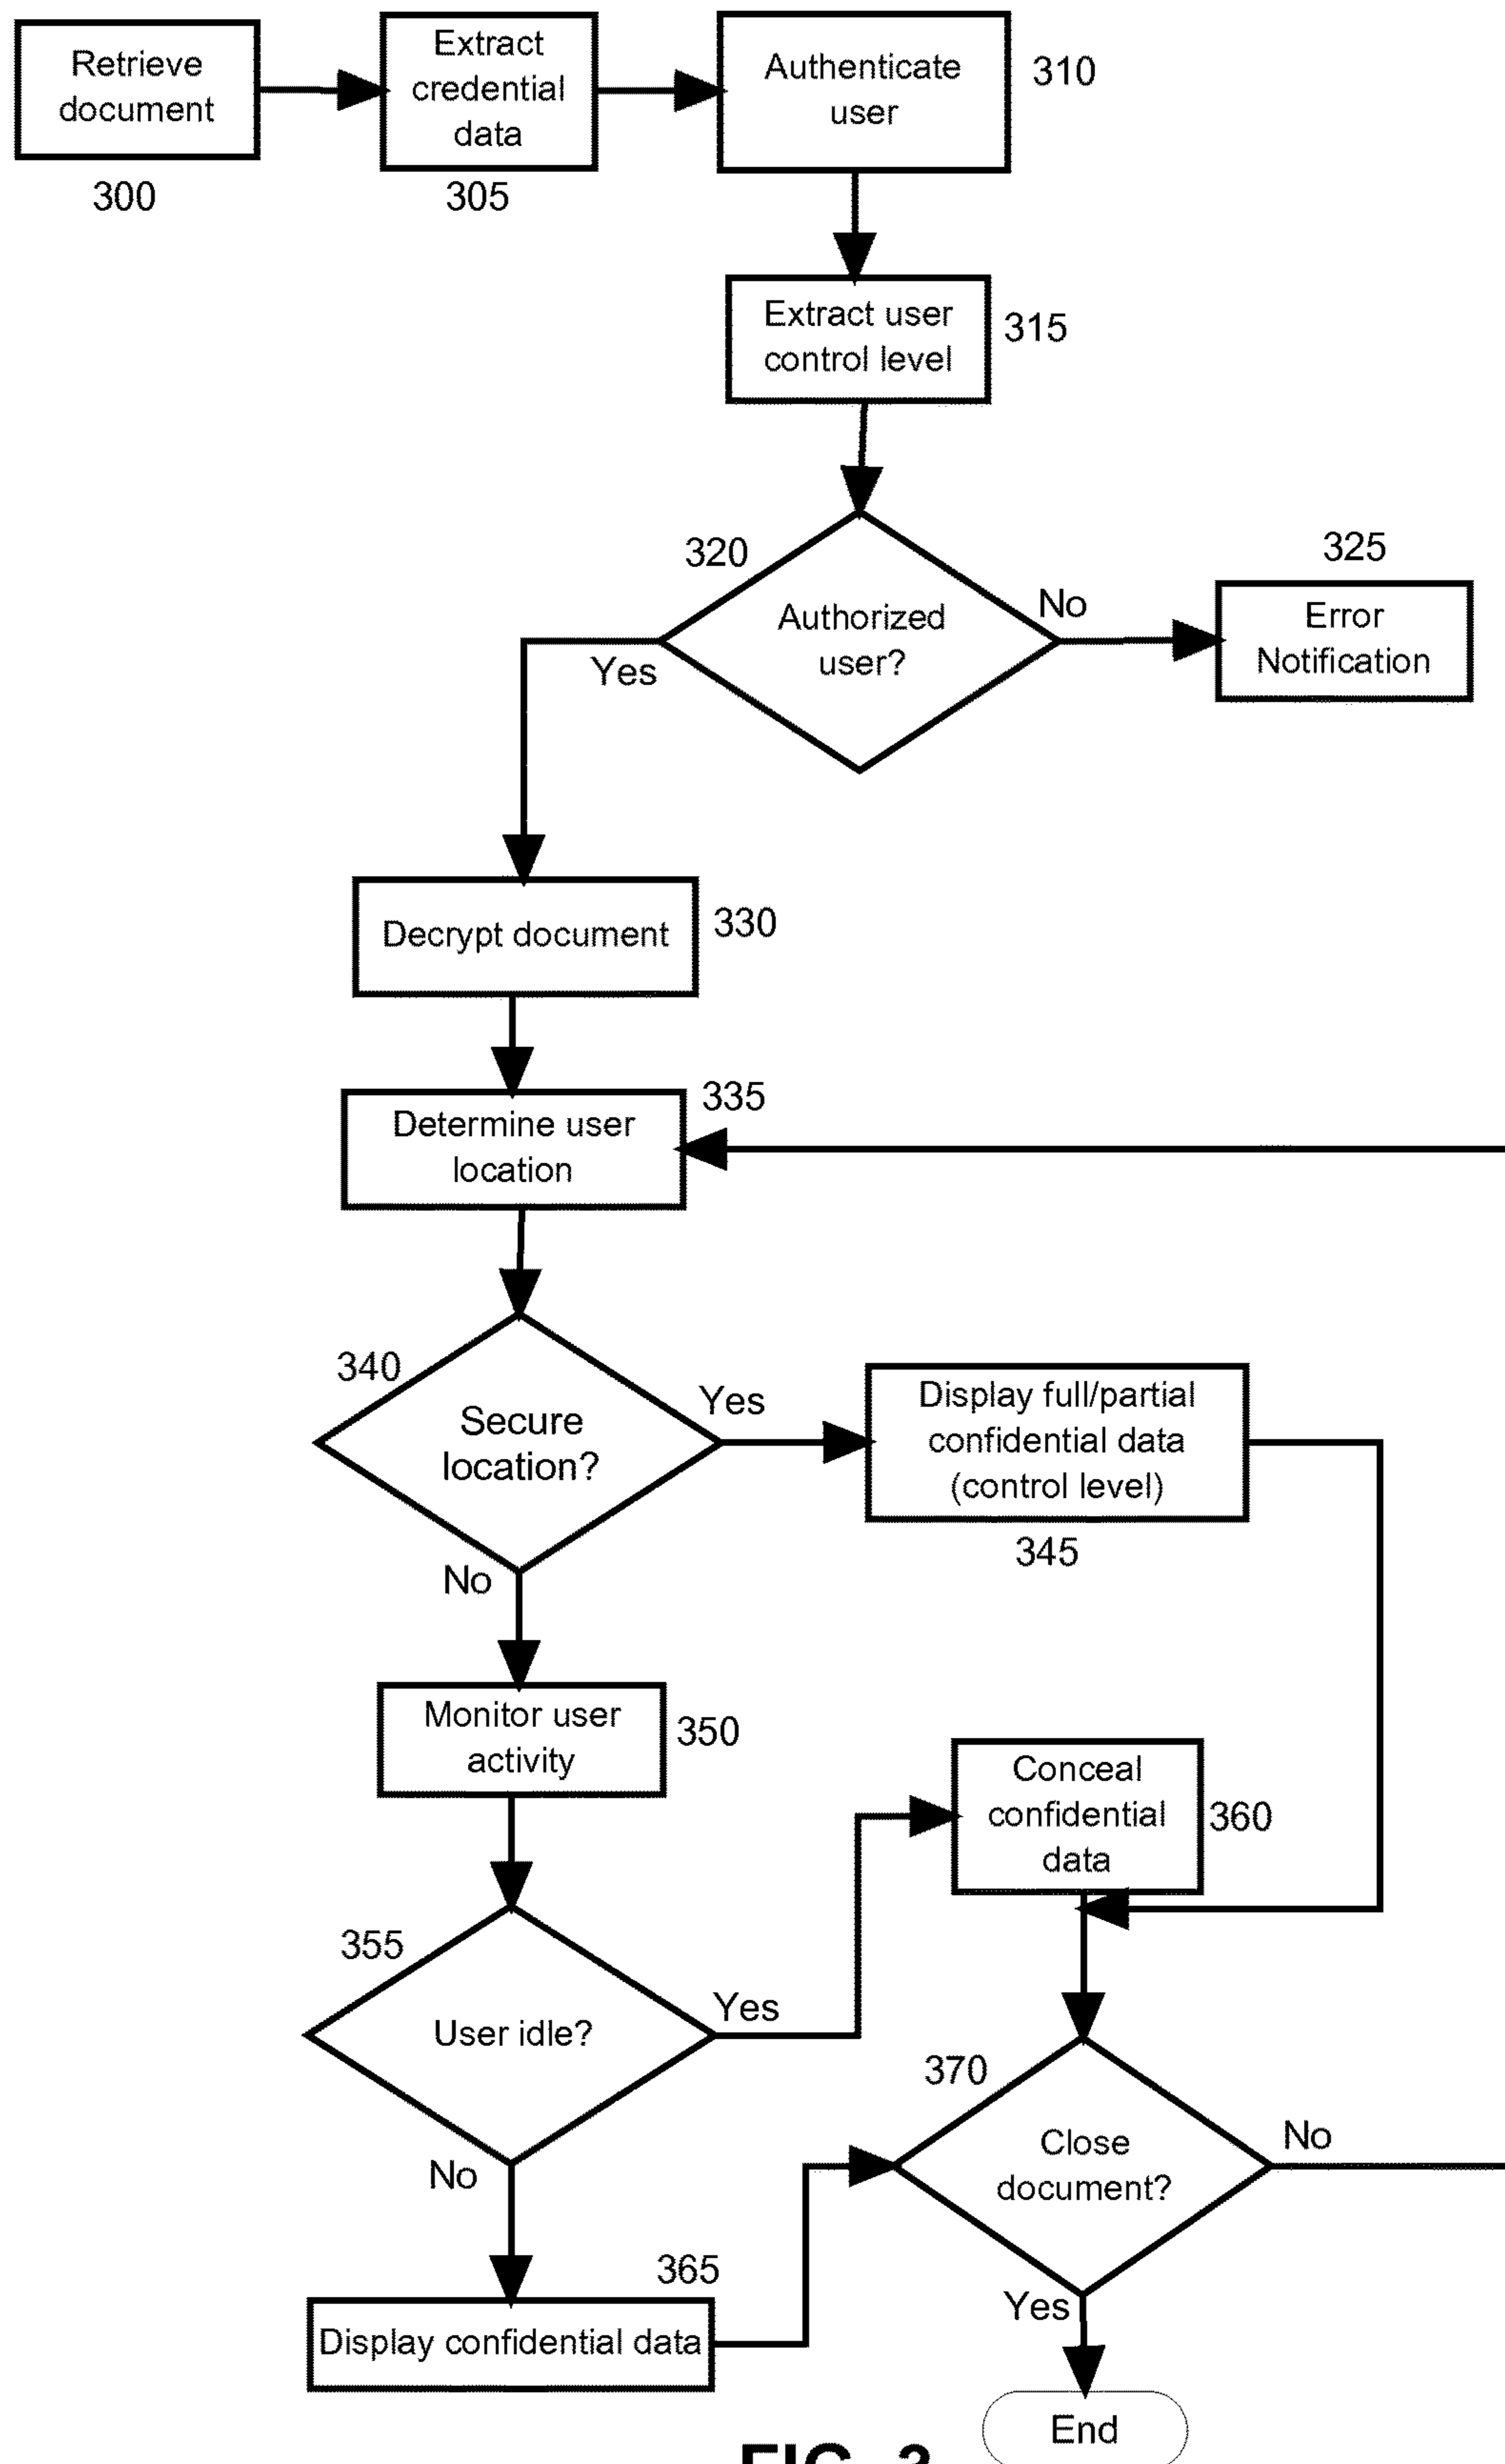 Retrieve
document
300
Extract
credential
data
305
Authenticate
user
310
Extract user
control level
315
320
Authorized
user?
Yes
No
325
Error
Notification
Decrypt document
330
Determine user
location
335
340
Secure
location?
Yes
No
Display full/partial
confidential data
(control level)
345
Monitor user
activity
350
Conceal
confidential
data
360
355
User idle?
Yes
No
370
Close
document?
No
Yes
365
Display confidential data
End
FIG.